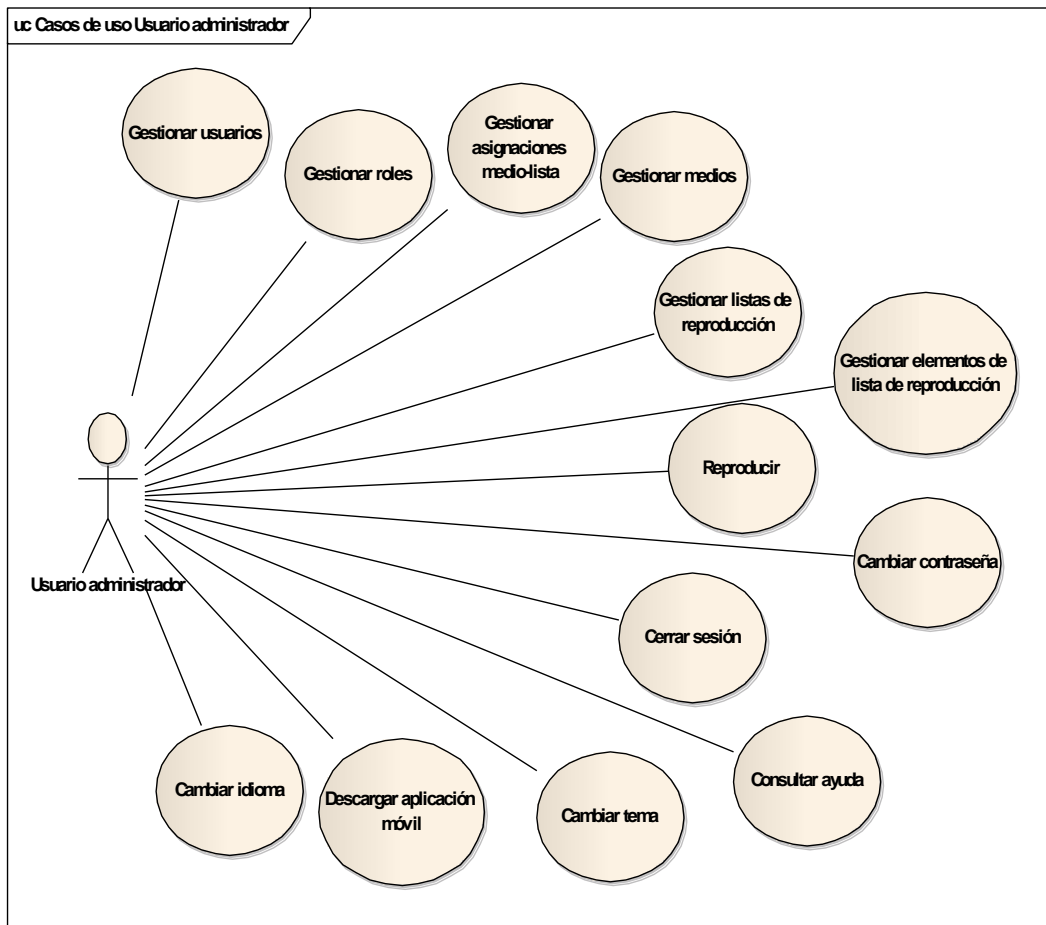 uc Casos de uso Usuario administrador
Gestionar usuarios
Gestionar roles
Gestionar
asignaciones
medio-lista
Gestionar medios
Gestionar listas de
reproducción
Gestionar elementos de
lista de reproducción
Reproducir
Cambiar contraseña
Usuario administrador
Cerrar sesión
Consultar ayuda
Cambiar idioma
Descargar aplicación
móvil
Cambiar tema